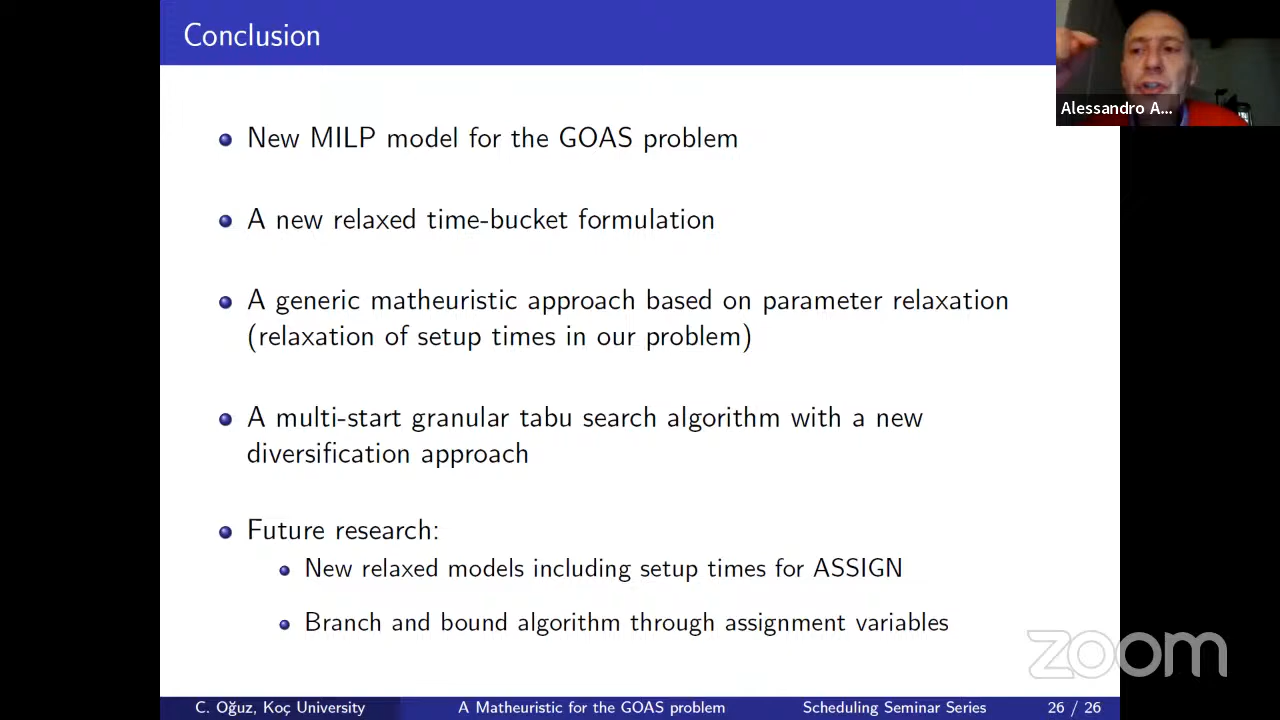 Conclusion
Alessandro A...
New MILP model for the GOAS problem
A new relaxed time-bucket formulation
A generic matheuristic approach based on parameter relaxation
(relaxation of setup times in our problem)
A multi-start granular tabu search algorithm with a new
diversification approach
Future research:
New relaxed models including setup times for ASSIGN
Branch and bound algorithm through assignment variables
zoom
C. Oğuz, Koç University A Matheuristic for the GOAS problem Scheduling Seminar Series 26 / 26